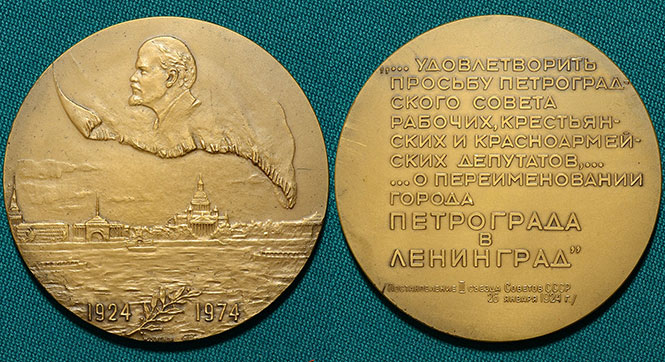 1924 1974
„... УДОВЛЕТВОРИТЬ
ПРОСЬБУ ПЕТРОГРАД-
СКОГО СОВЕТА
РАБОЧИХ, КРЕСТЬЯН-
СКИХ И КРАСНОАРМЕЙ-
СКИХ ДЕПУТАТОВ,...
... О ПЕРЕИМЕНОВАНИИ
ГОРОДА
ПЕТРОГРАДА
В
ЛЕНИНГРАД"
/ПОСТАНОВЛЕНИЕ II СЪЕЗДА СОВЕТОВ СССР
26 ЯНВАРЯ 1924 г./